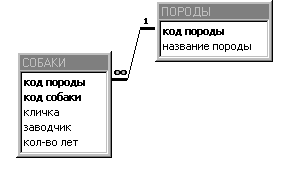 ПОРОДЫ
код породы
название породы
1
∞
СОБАКИ
код породы
код собаки
кличка
заводчик
кол-во лет